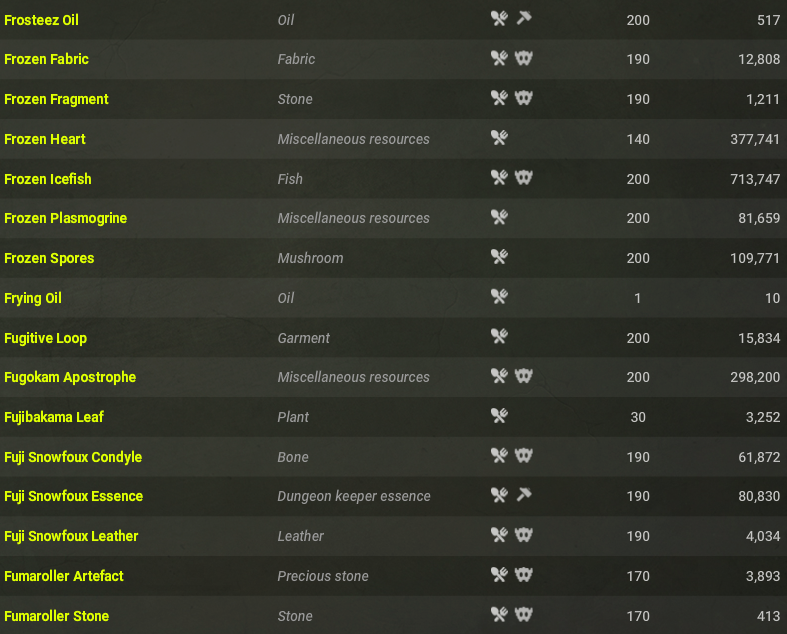 Frosteez Oil Oil 200 517
Frozen Fabric Fabric 190 12,808
Frozen Fragment Stone 190 1,211
Frozen Heart Miscellaneous resources 140 377,741
Frozen Icefish Fish 200 713,747
Frozen Plasmogrine Miscellaneous resources 200 81,659
Frozen Spores Mushroom 200 109,771
Frying Oil Oil 1 10
Fugitive Loop Garment 200 15,834
Fugokam Apostrophe Miscellaneous resources 200 298,200
Fujibakama Leaf Plant 30 3,252
Fuji Snowfoux Condyle Bone 190 61,872
Fuji Snowfoux Essence Dungeon keeper essence 190 80,830
Fuji Snowfoux Leather Leather 190 4,034
Fumaroller Artefact Precious stone 170 3,893
Fumaroller Stone Stone 170 413